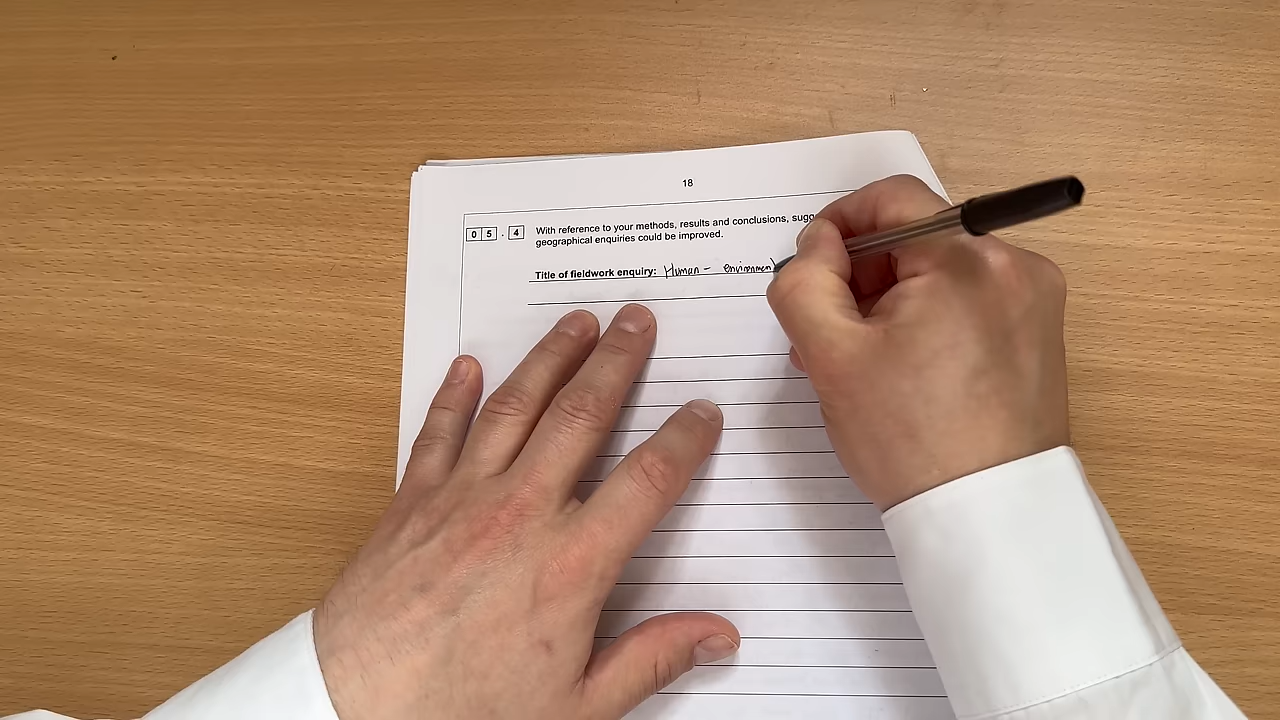 18
0 5 . 4 With reference to your methods, results and conclusions,
geographical enquiries could be improved.
Title of fieldwork enquiry: Human - environment